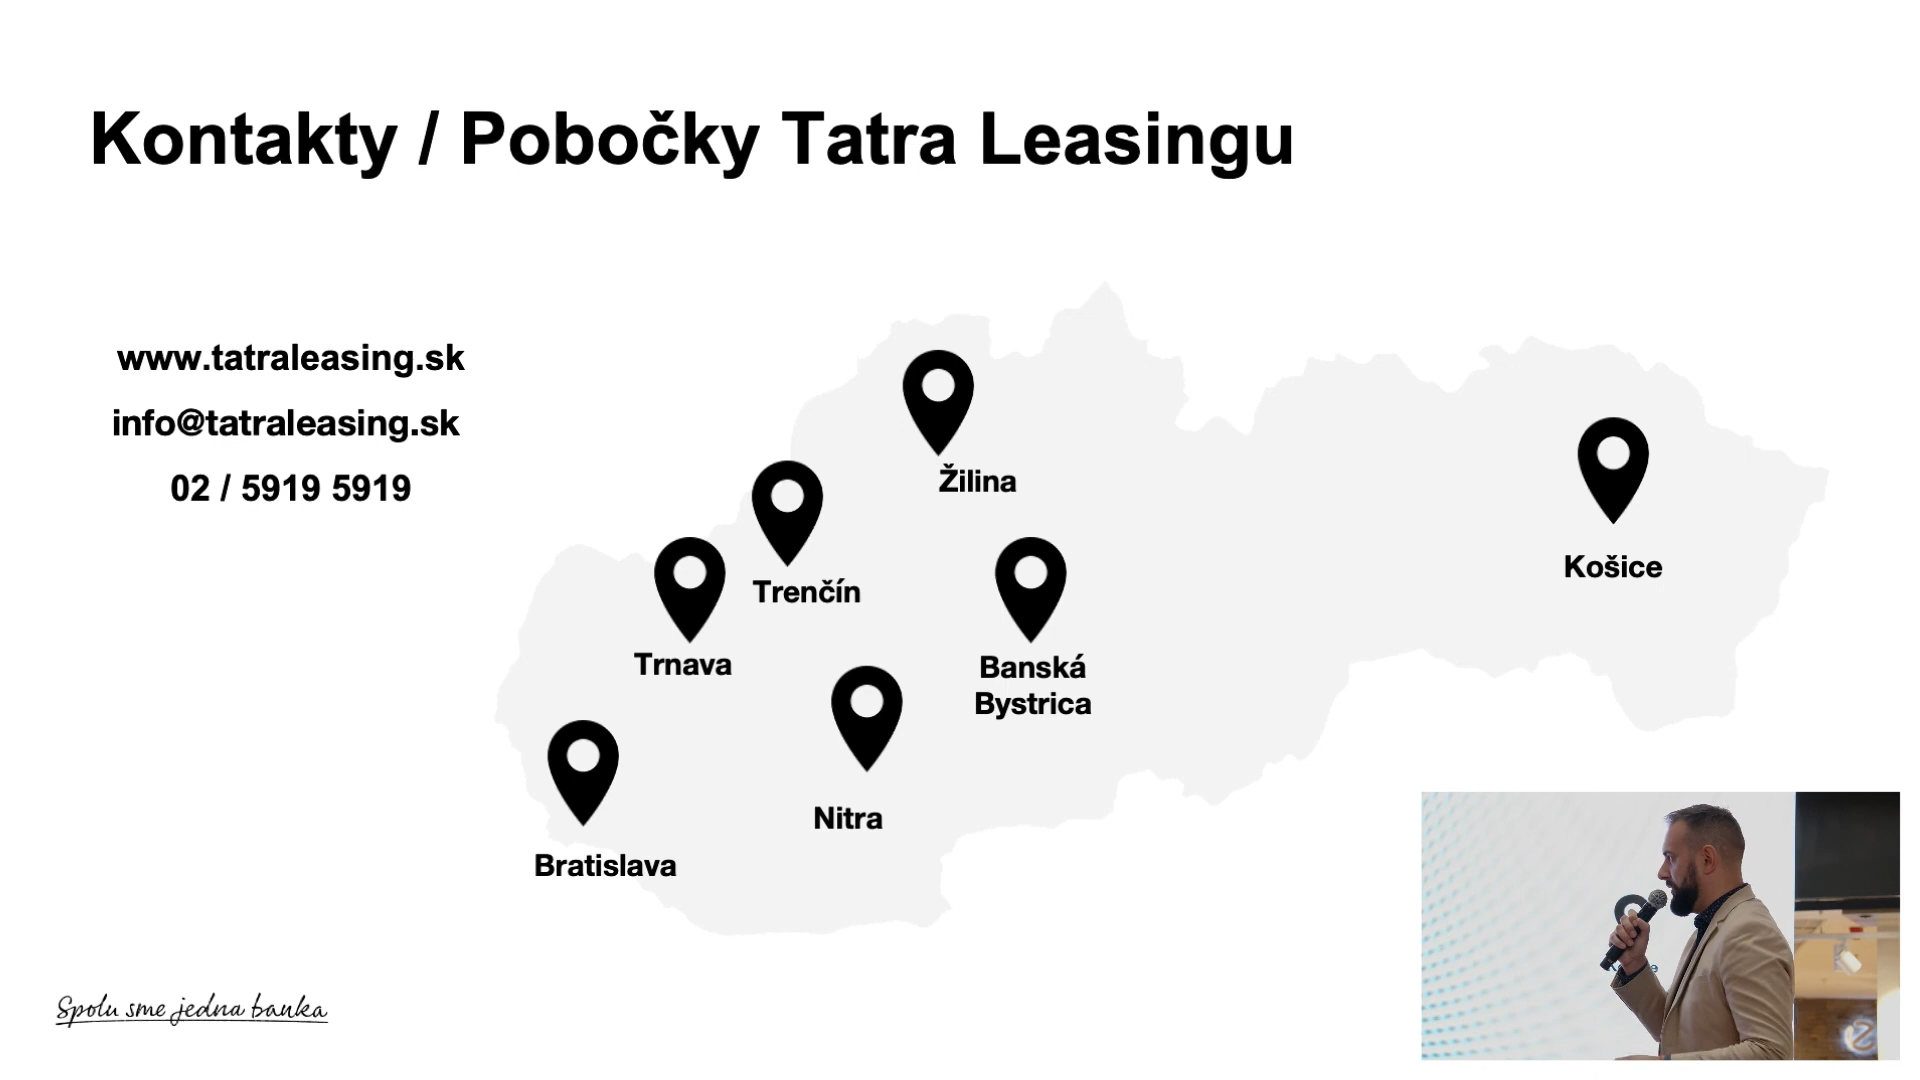 Kontakty / Pobočky Tatra Leasingu
www.tatraleasing.sk
info@tatraleasing.sk
02 / 5919 5919
Žilina
Košice
Trenčín
Trnava
Banská
Bystrica
Nitra
Bratislava
Spolu sme jedna banka